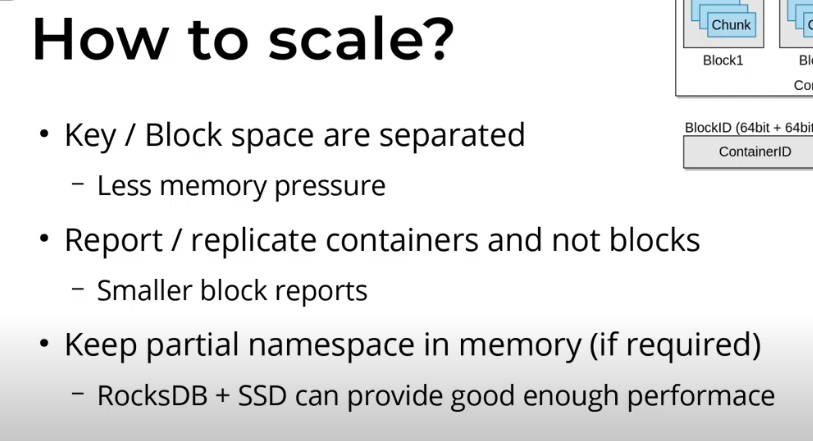 How to scale?
Key / Block space are separated
Less memory pressure
Report / replicate containers and not blocks
Smaller block reports
Keep partial namespace in memory (if required)
RocksDB + SSD can provide good enough performace
Chunk
Block1
BlockID (64bit + 64bit
ContainerID